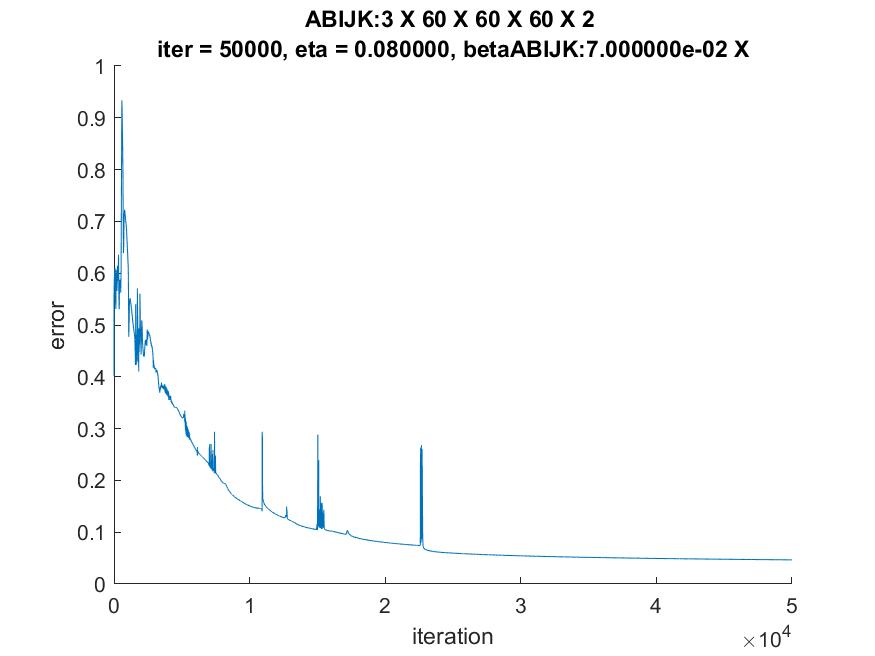 ABIJK:3 X 60 X 60 X 60 X 2
iter = 50000, eta = 0.080000, betaABIJK:7.000000e-02 X
1
0.9
0.8
0.7
0.6
0.5
0.4
0.3
0.2
0.1
0
error
0 1 2 3 4 5
iteration
×10⁴